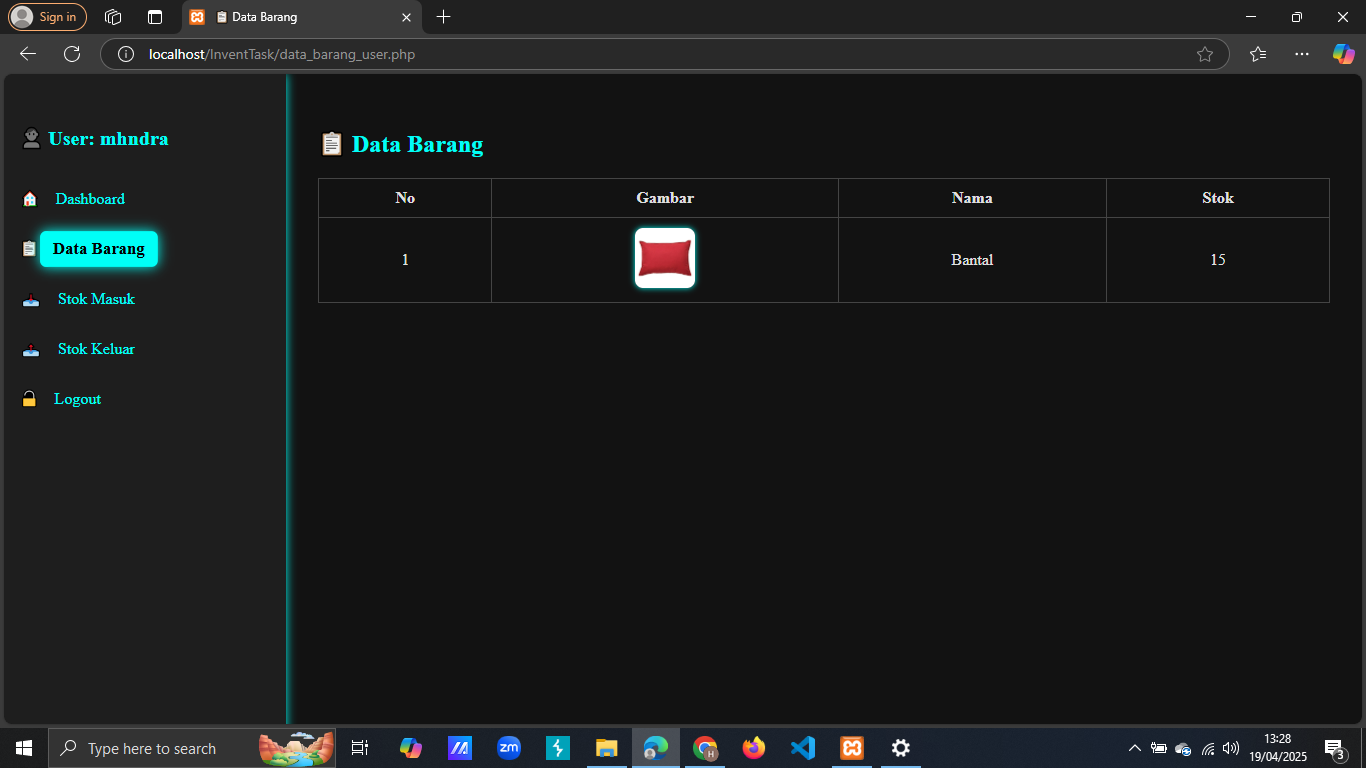 Sign in
📋 Data Barang
localhost/InventTask/data_barang_user.php
User: mhndra
Dashboard
Data Barang
Stok Masuk
Stok Keluar
Logout
📋 Data Barang
No Gambar Nama Stok
1 Bantal 15
Type here to search
zm
H
13:28
19/04/2025
3